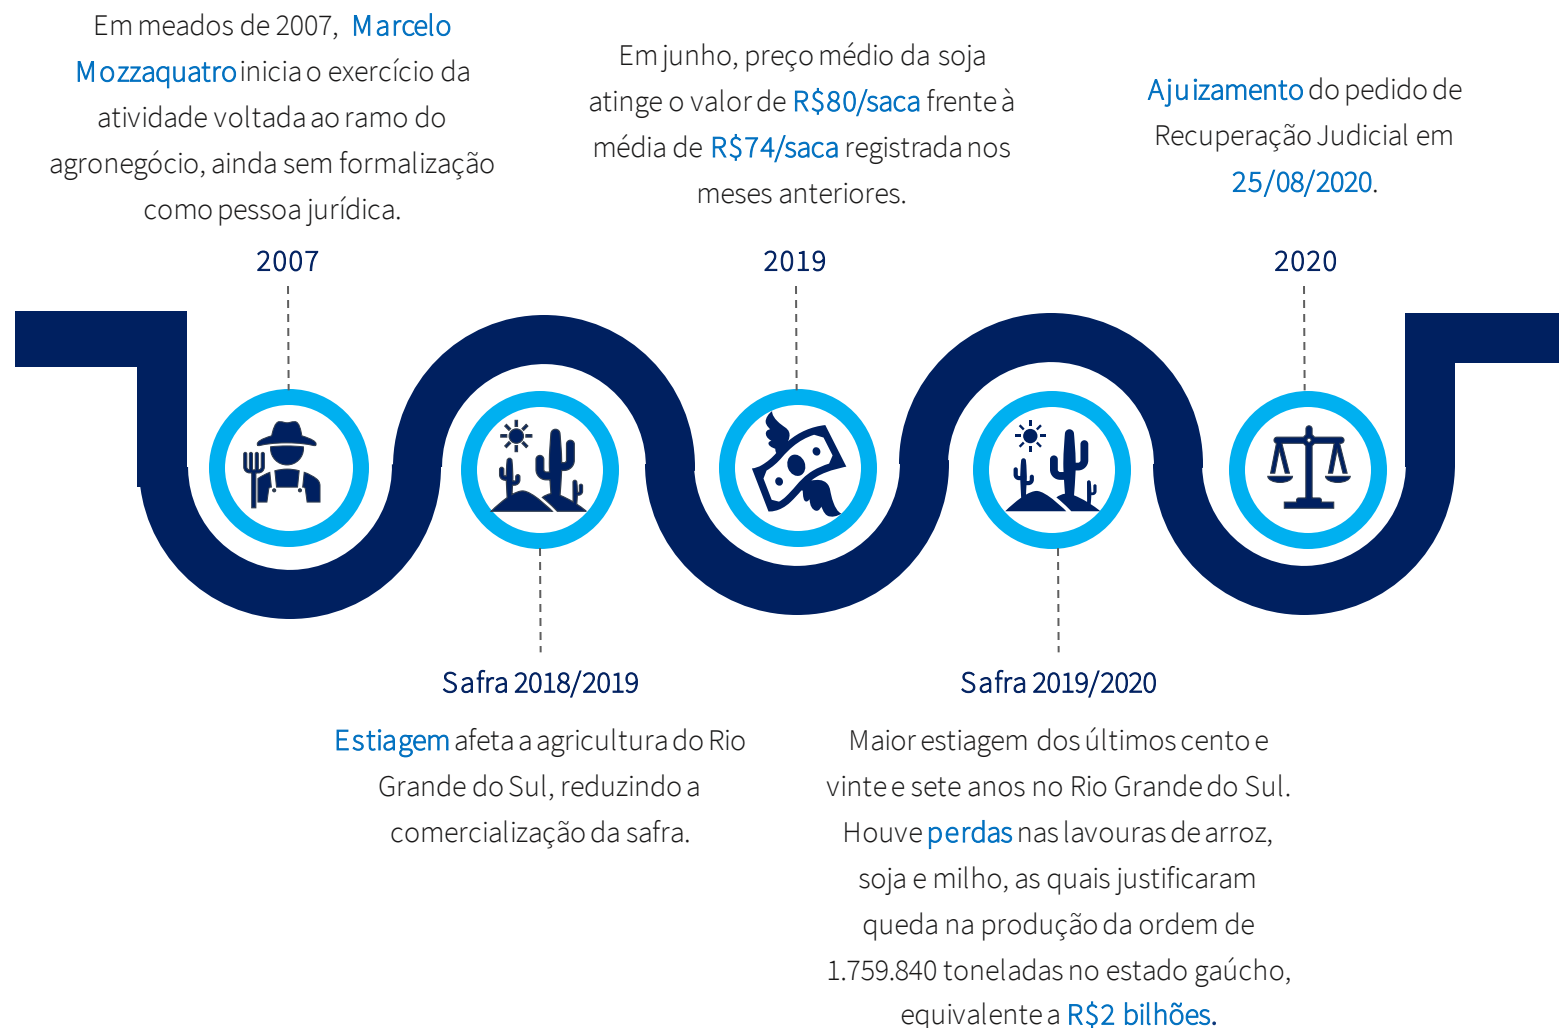 Em meados de 2007, Marcelo
Mozzaquatro inicia o exercício da
atividade voltada ao ramo do
agronegócio, ainda sem formalização
como pessoa jurídica.
2007
Em junho, preço médio da soja
atinge o valor de R$80/saca frente à
média de R$74/saca registrada nos
meses anteriores.
2019
Ajuizamento do pedido de
Recuperação Judicial em
25/08/2020.
2020
Safra 2018/2019
Estiagem afeta a agricultura do Rio
Grande do Sul, reduzindo a
comercialização da safra.
Safra 2019/2020
Maior estiagem dos últimos cento e
vinte e sete anos no Rio Grande do Sul.
Houve perdas nas lavouras de arroz,
soja e milho, as quais justificaram
queda na produção da ordem de
1.759.840 toneladas no estado gaúcho,
equivalente a R$2 bilhões.